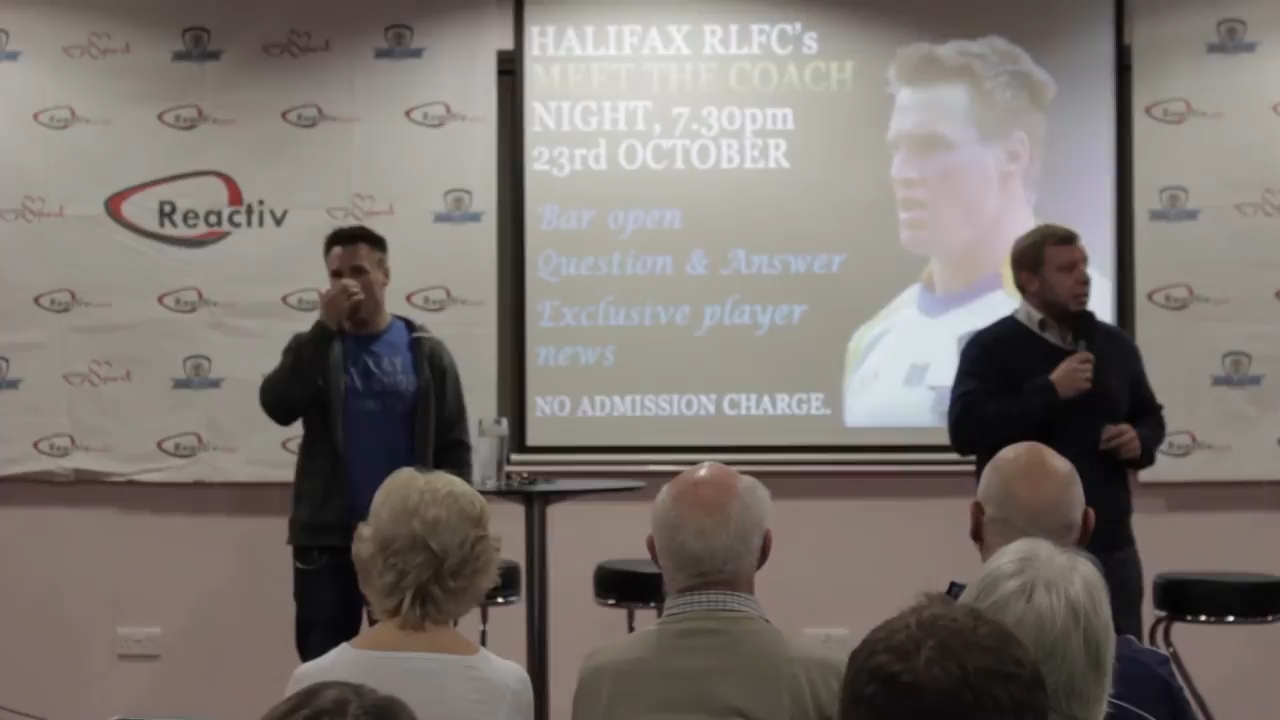 HALIFAX RLFC's
MEET THE COACH
NIGHT, 7.30pm
23rd OCTOBER
Bar open
Question & Answer
Exclusive player
news
NO ADMISSION CHARGE.
Reactiv